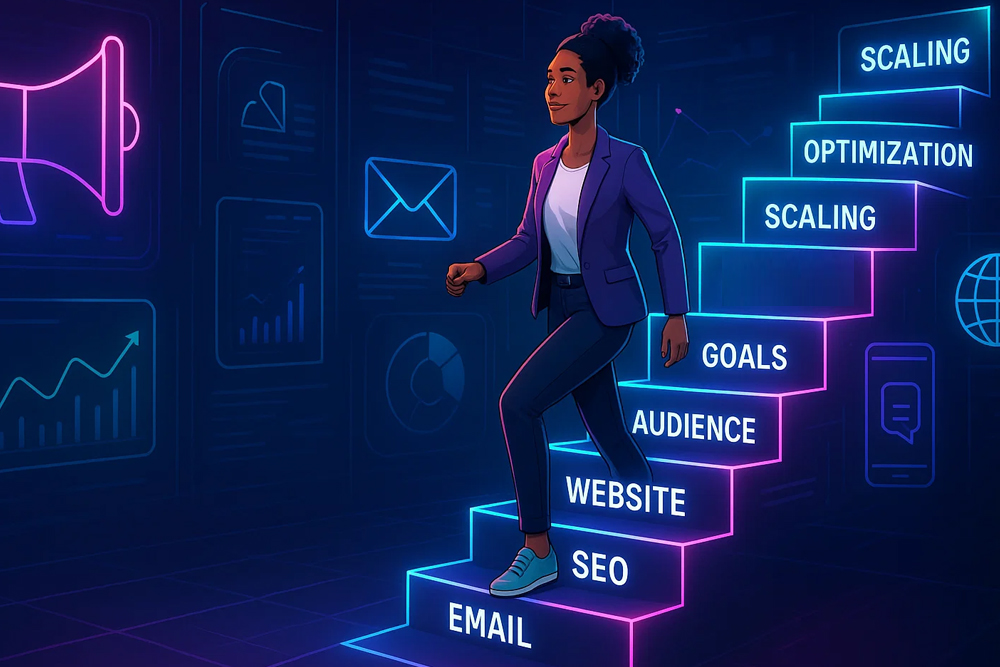 SCALING
OPTIMIZATION
SCALING
GOALS
AUDIENCE
WEBSITE
SEO
EMAIL